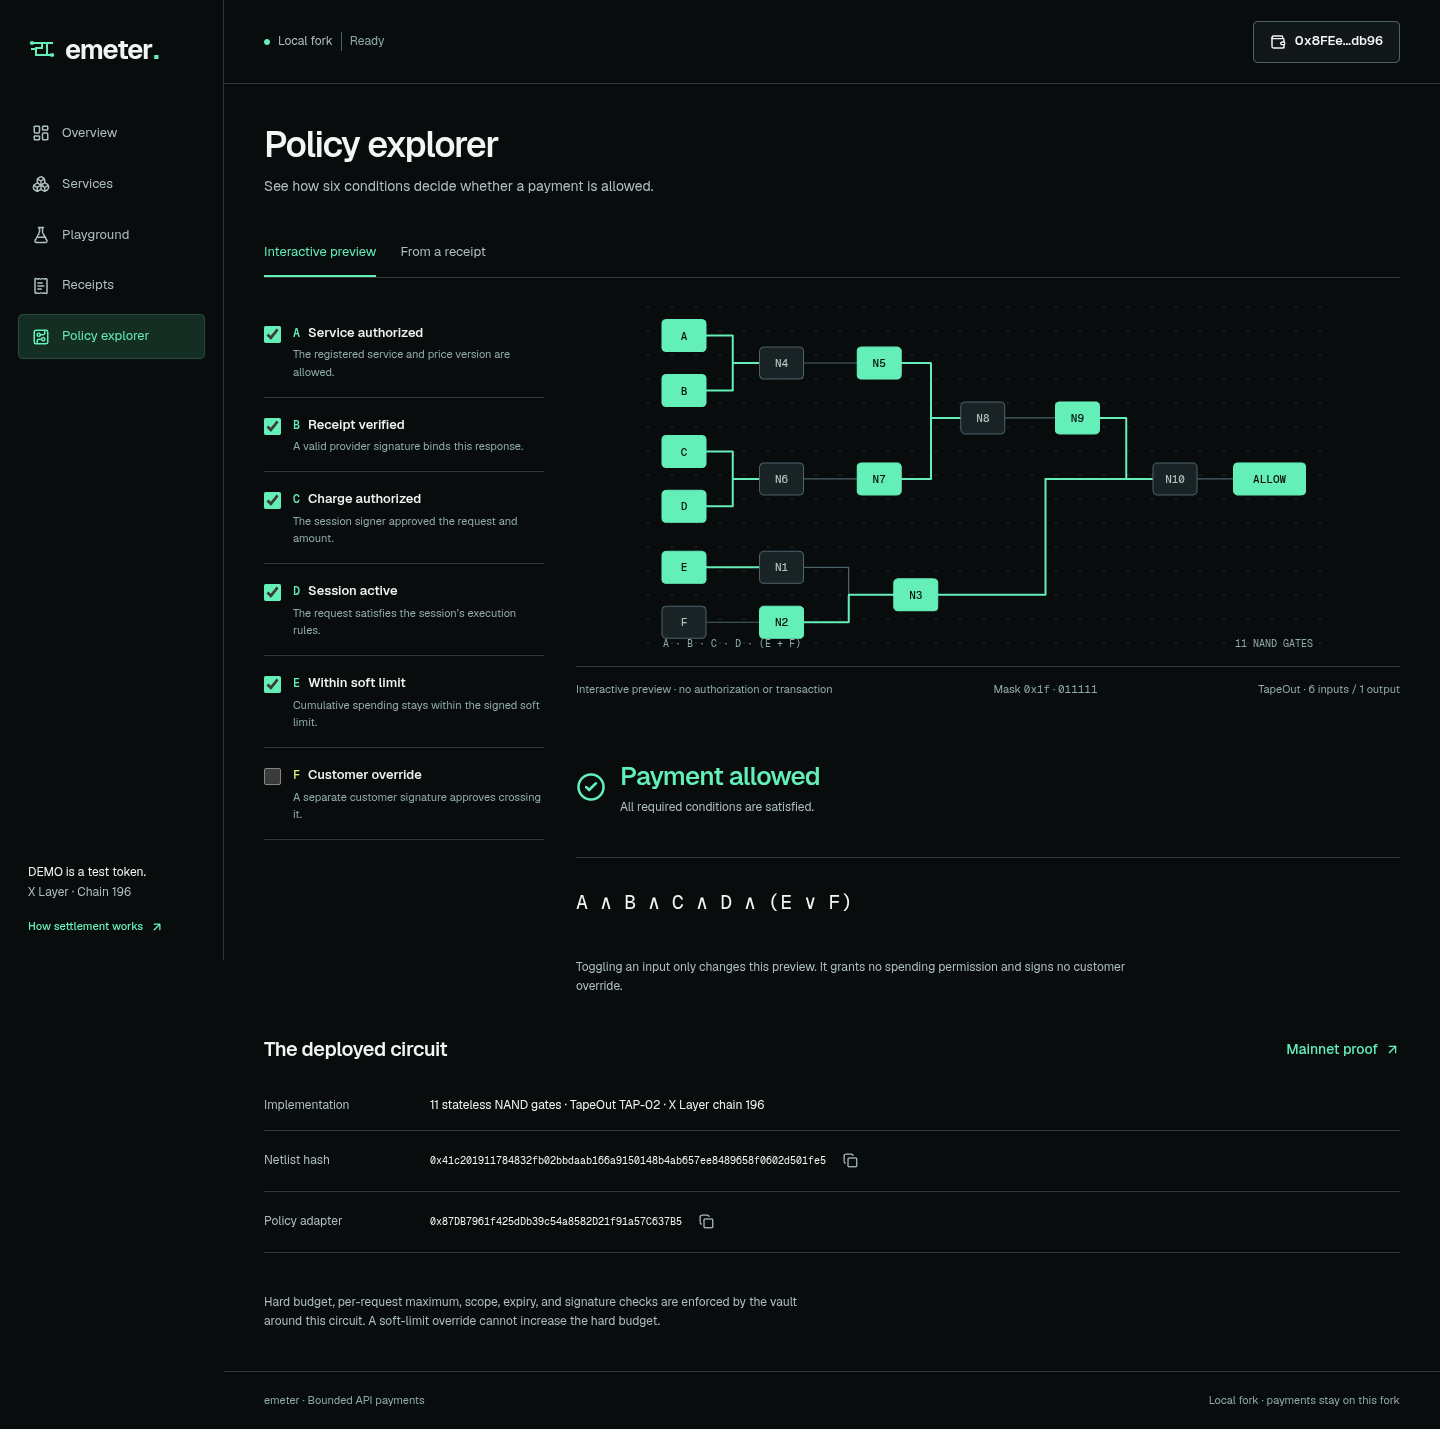 emeter.
Local fork
Ready
0x8FEe...db96
Overview
Services
Playground
Receipts
Policy explorer
DEMO is a test token.
X Layer · Chain 196
How settlement works
Policy explorer
See how six conditions decide whether a payment is allowed.
Interactive preview
From a receipt
A Service authorized
The registered service and price version are
allowed.
B Receipt verified
A valid provider signature binds this response.
C Charge authorized
The session signer approved the request and
amount.
D Session active
The request satisfies the session's execution
rules.
E Within soft limit
Cumulative spending stays within the signed soft
limit.
F Customer override
A separate customer signature approves crossing
it.
A
N4
N5
B
N8
N9
C
N6
N7
N10
ALLOW
D
E
N1
N3
F
N2
A · B · C · D · (E + F)
11 NAND GATES
Interactive preview · no authorization or transaction
Mask 0x1f · 011111
TapeOut · 6 inputs / 1 output
Payment allowed
All required conditions are satisfied.
A ∧ B ∧ C ∧ D ∧ (E ∨ F)
Toggling an input only changes this preview. It grants no spending permission and signs no customer
override.
The deployed circuit
Mainnet proof
Implementation
11 stateless NAND gates · TapeOut TAP-02 · X Layer chain 196
Netlist hash
0x41c201911784832fb02bbdaab166a9150148b4ab657ee8489658f0602d501fe5
Policy adapter
0x87DB7961f425dDb39c54a8582D21f91a57C637B5
Hard budget, per-request maximum, scope, expiry, and signature checks are enforced by the vault
around this circuit. A soft-limit override cannot increase the hard budget.
emeter · Bounded API payments
Local fork · payments stay on this fork